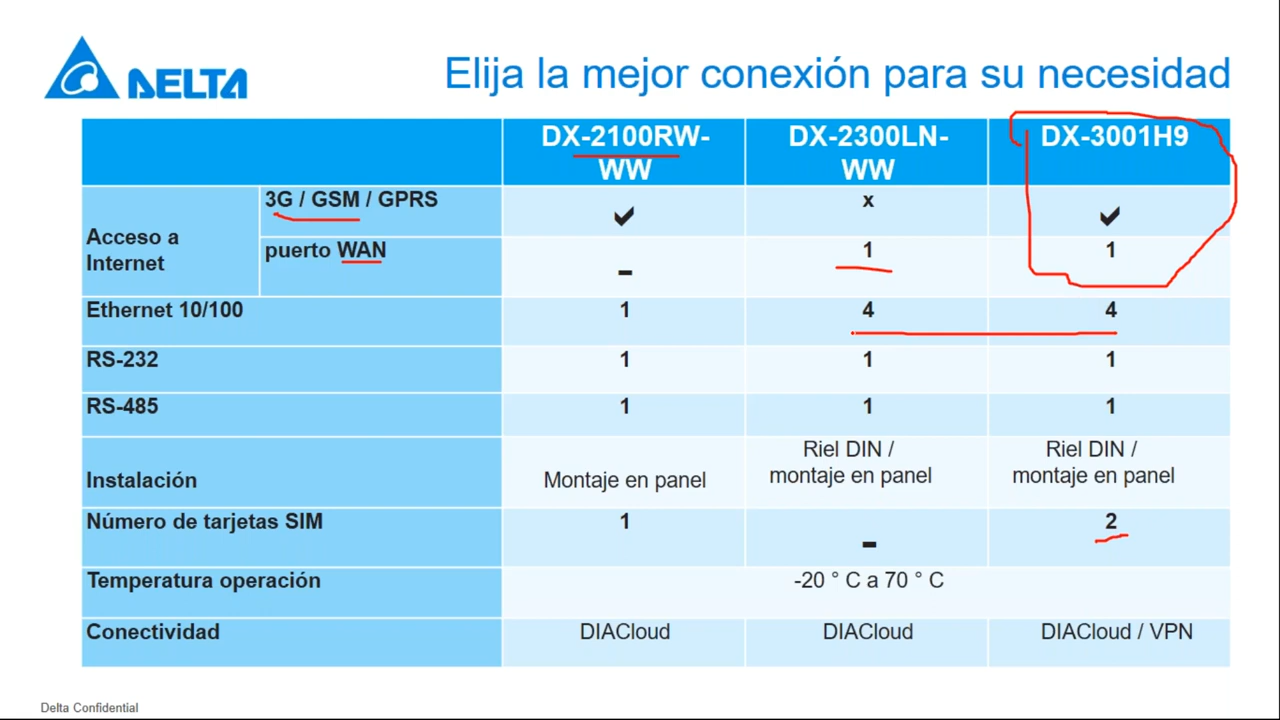 DELTA
Elija la mejor conexión para su necesidad
DX-2100RW-
WW
DX-2300LN-
WW
DX-3001H9
Acceso a
Internet
3G / GSM / GPRS
x
puerto WAN
-
1
1
Ethernet 10/100
1
4
4
RS-232
1
1
1
RS-485
1
1
1
Instalación
Montaje en panel
Riel DIN /
montaje en panel
Riel DIN /
montaje en panel
Número de tarjetas SIM
1
-
2
Temperatura operación
-20 ° C a 70 ° C
Conectividad
DIACloud
DIACloud
DIACloud / VPN
Delta Confidential